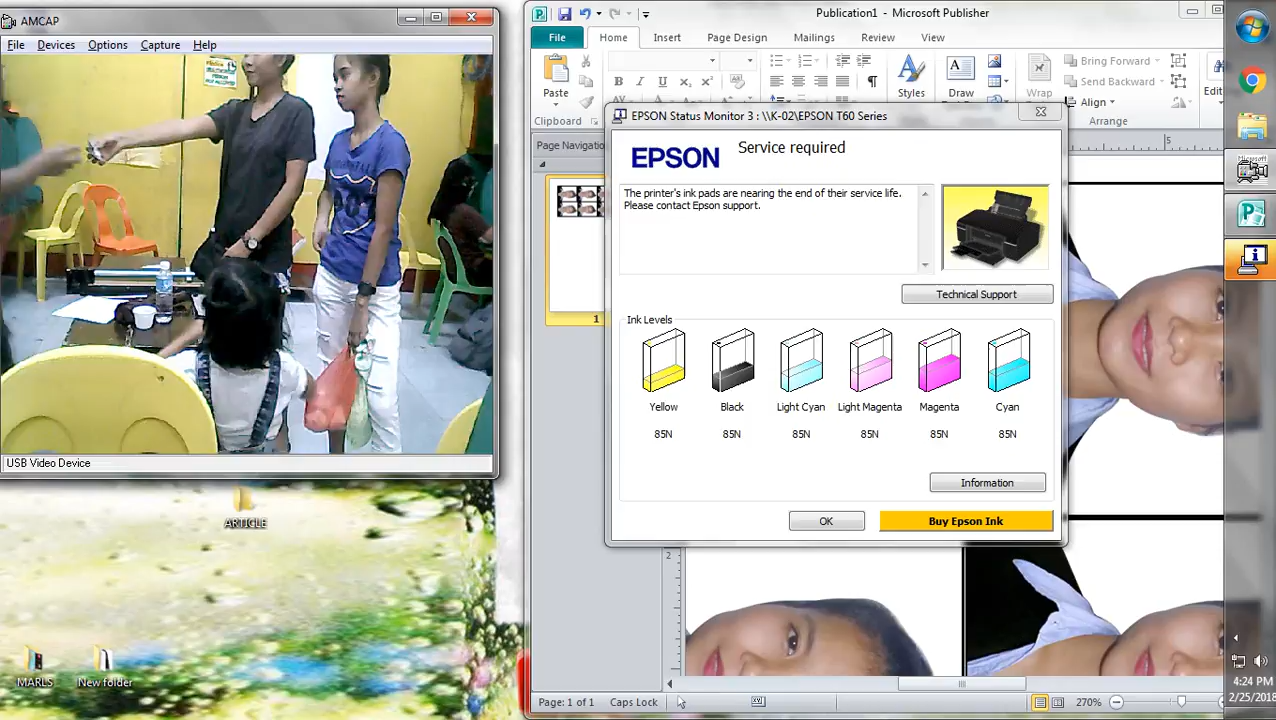 AMCAP
File Devices Options Capture Help
USB Video Device
ARTICLE
MARLS
New folder
Publication1 - Microsoft Publisher
File Home Insert Page Design Mailings Review View
Paste
Clipboard
B I U
Styles
Draw
Wrap
Bring Forward
Send Backward
Align
Arrange
Edit
Page Navigatio
1
5
2
EPSON Status Monitor 3 : \\K-02\EPSON T60 Series
EPSON
Service required
The printer's ink pads are nearing the end of their service life.
Please contact Epson support.
Technical Support
Ink Levels
Yellow Black Light Cyan Light Magenta Magenta Cyan
85N 85N 85N 85N 85N 85N
Information
OK
Buy Epson Ink
Page: 1 of 1
Caps Lock
270%
Microsoft
4:24 PM
2/25/2018